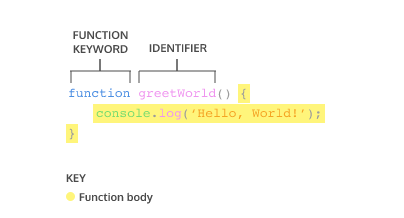 FUNCTION
KEYWORD
IDENTIFIER
function greetWorld() {
console.log(‘Hello, World!’);
}
KEY
Function body